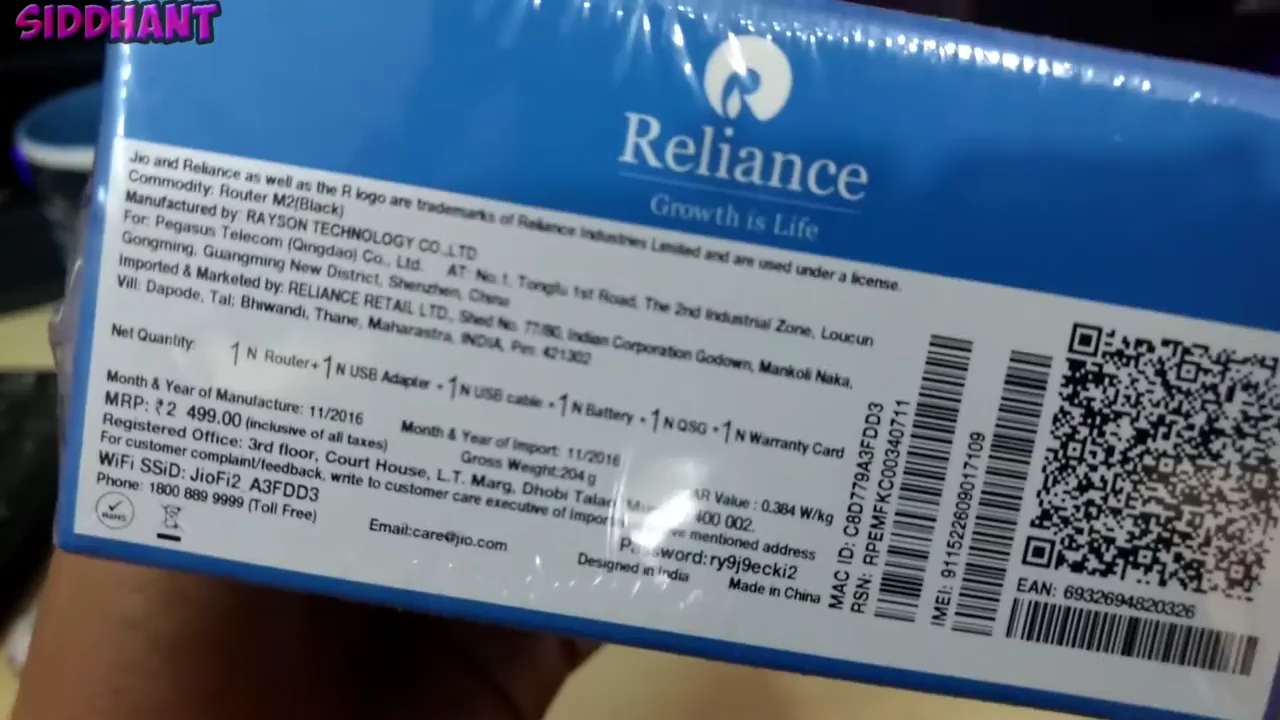 SIDDHANT
Reliance
Growth is Life
Jio and Reliance as well as the R logo are trademarks of Reliance Industries Limited and are used under a license.
Commodity: Router M2(Black)
Manufactured by: RAYSON TECHNOLOGY CO.,LTD
For: Pegasus Telecom (Qingdao) Co., Ltd. AT: No.1, Tongfu 1st Road, The 2nd Industrial Zone, Loucun
Gongming, Guangming New District, Shenzhen, China
Imported & Marketed by: RELIANCE RETAIL LTD., Shed No. 77/80, Indian Corporation Godown, Mankoli Naka,
Vill: Dapode, Tal: Bhiwandi, Thane, Maharastra, INDIA, Pin: 421302
Net Quantity: 1 N Router+ 1 N USB Adapter + 1 N USB cable + 1 N Battery + 1 N QSG + 1 N Warranty Card
Month & Year of Manufacture: 11/2016 Month & Year of Import: 11/2016
MRP: ₹2 499.00 (inclusive of all taxes) Gross Weight:204 g AR Value : 0.384 W/kg
Registered Office: 3rd floor, Court House, L.T. Marg, Dhobi Talao 400 002.
For customer complaint/feedback, write to customer care executive of mentioned address
WiFi SSiD: JioFi2_A3FDD3 Password:ry9j9ecki2
Phone: 1800 889 9999 (Toll Free) Email:care@jio.com Designed in India Made in China
RoHS
MAC ID: C8D779A3FDD3
RSN: RPEMFKC00340711
IMEI: 911522609017109
EAN: 6932694820326